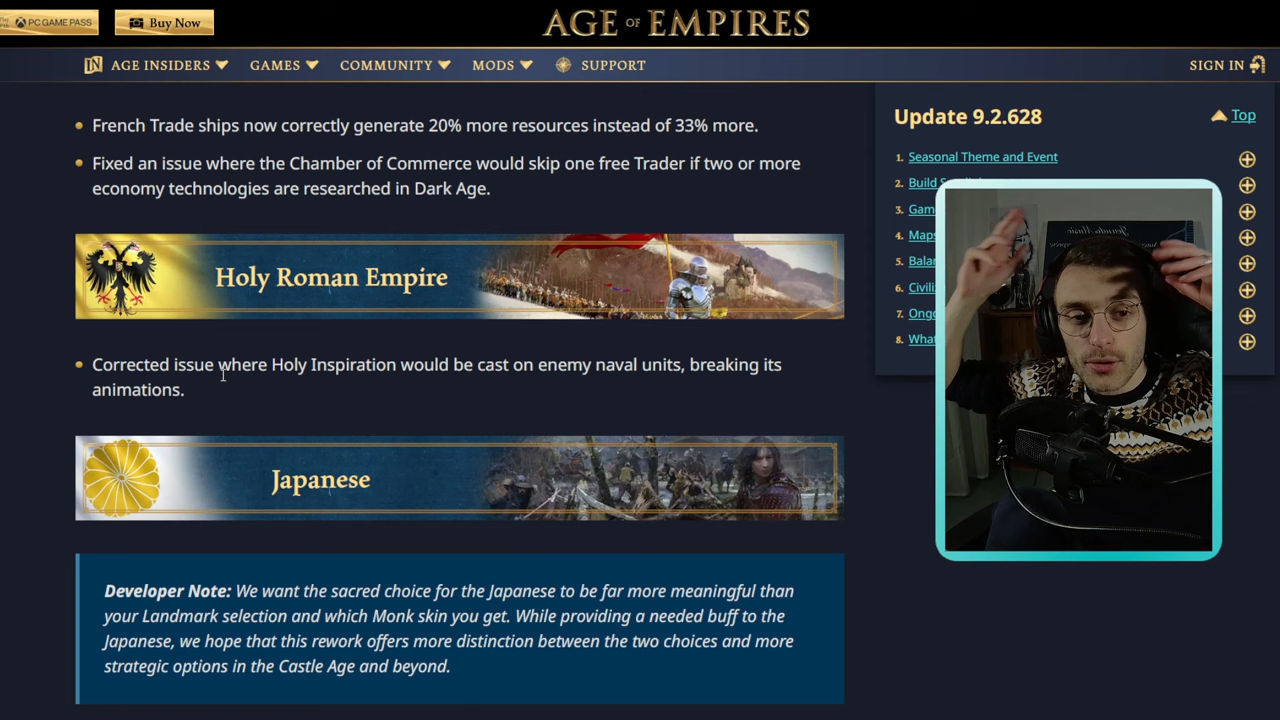 PC GAME PASS
Buy Now
AGE OF EMPIRES
AGE INSIDERS
GAMES
COMMUNITY
MODS
SUPPORT
SIGN IN
French Trade ships now correctly generate 20% more resources instead of 33% more.
Fixed an issue where the Chamber of Commerce would skip one free Trader if two or more
economy technologies are researched in Dark Age.
Holy Roman Empire
Corrected issue where Holy Inspiration would be cast on enemy naval units, breaking its
animations.
Japanese
Developer Note: We want the sacred choice for the Japanese to be far more meaningful than
your Landmark selection and which Monk skin you get. While providing a needed buff to the
Japanese, we hope that this rework offers more distinction between the two choices and more
strategic options in the Castle Age and beyond.
Update 9.2.628
Top
1. Seasonal Theme and Event
2. Build
3.
4. Maps
5.
6.
7.
8.